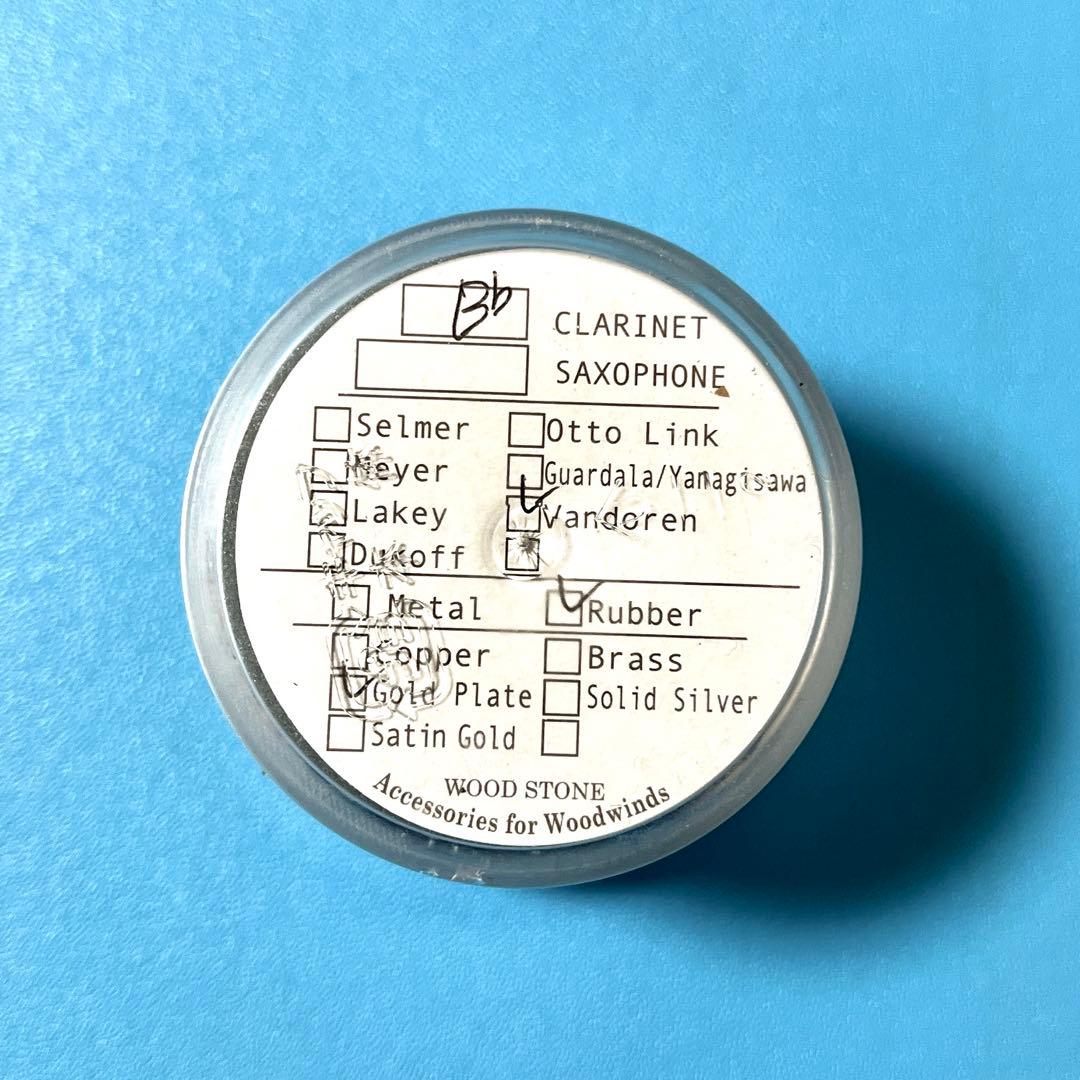 Bb CLARINET
SAXOPHONE
Selmer Otto Link
Meyer Guardala/Yanagisawa
Lakey Vandoren
Dukoff
Metal Rubber
Copper Brass
Gold Plate Solid Silver
Satin Gold
WOOD STONE
Accessories for Woodwinds